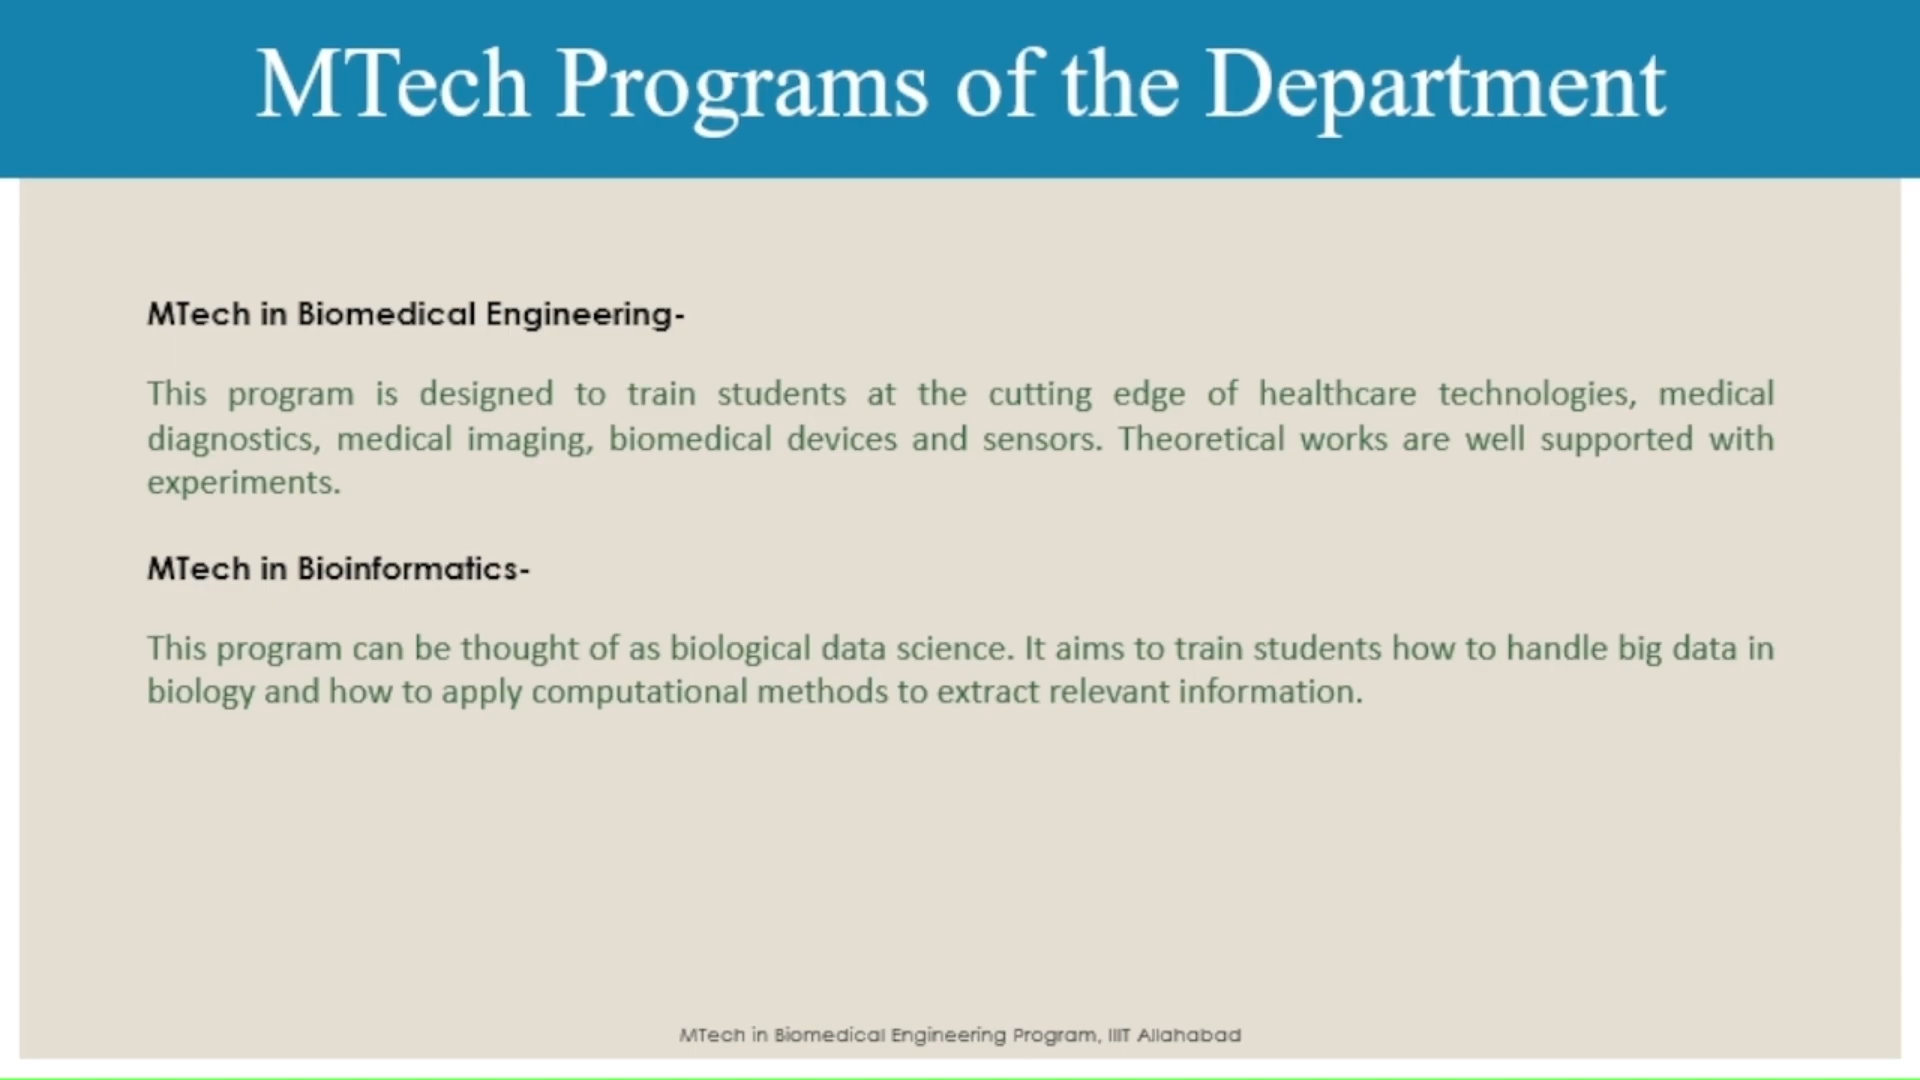 MTech Programs of the Department
MTech in Biomedical Engineering-
This program is designed to train students at the cutting edge of healthcare technologies, medical
diagnostics, medical imaging, biomedical devices and sensors. Theoretical works are well supported with
experiments.
MTech in Bioinformatics-
This program can be thought of as biological data science. It aims to train students how to handle big data in
biology and how to apply computational methods to extract relevant information.
MTech in Biomedical Engineering Program, IIIT Allahabad